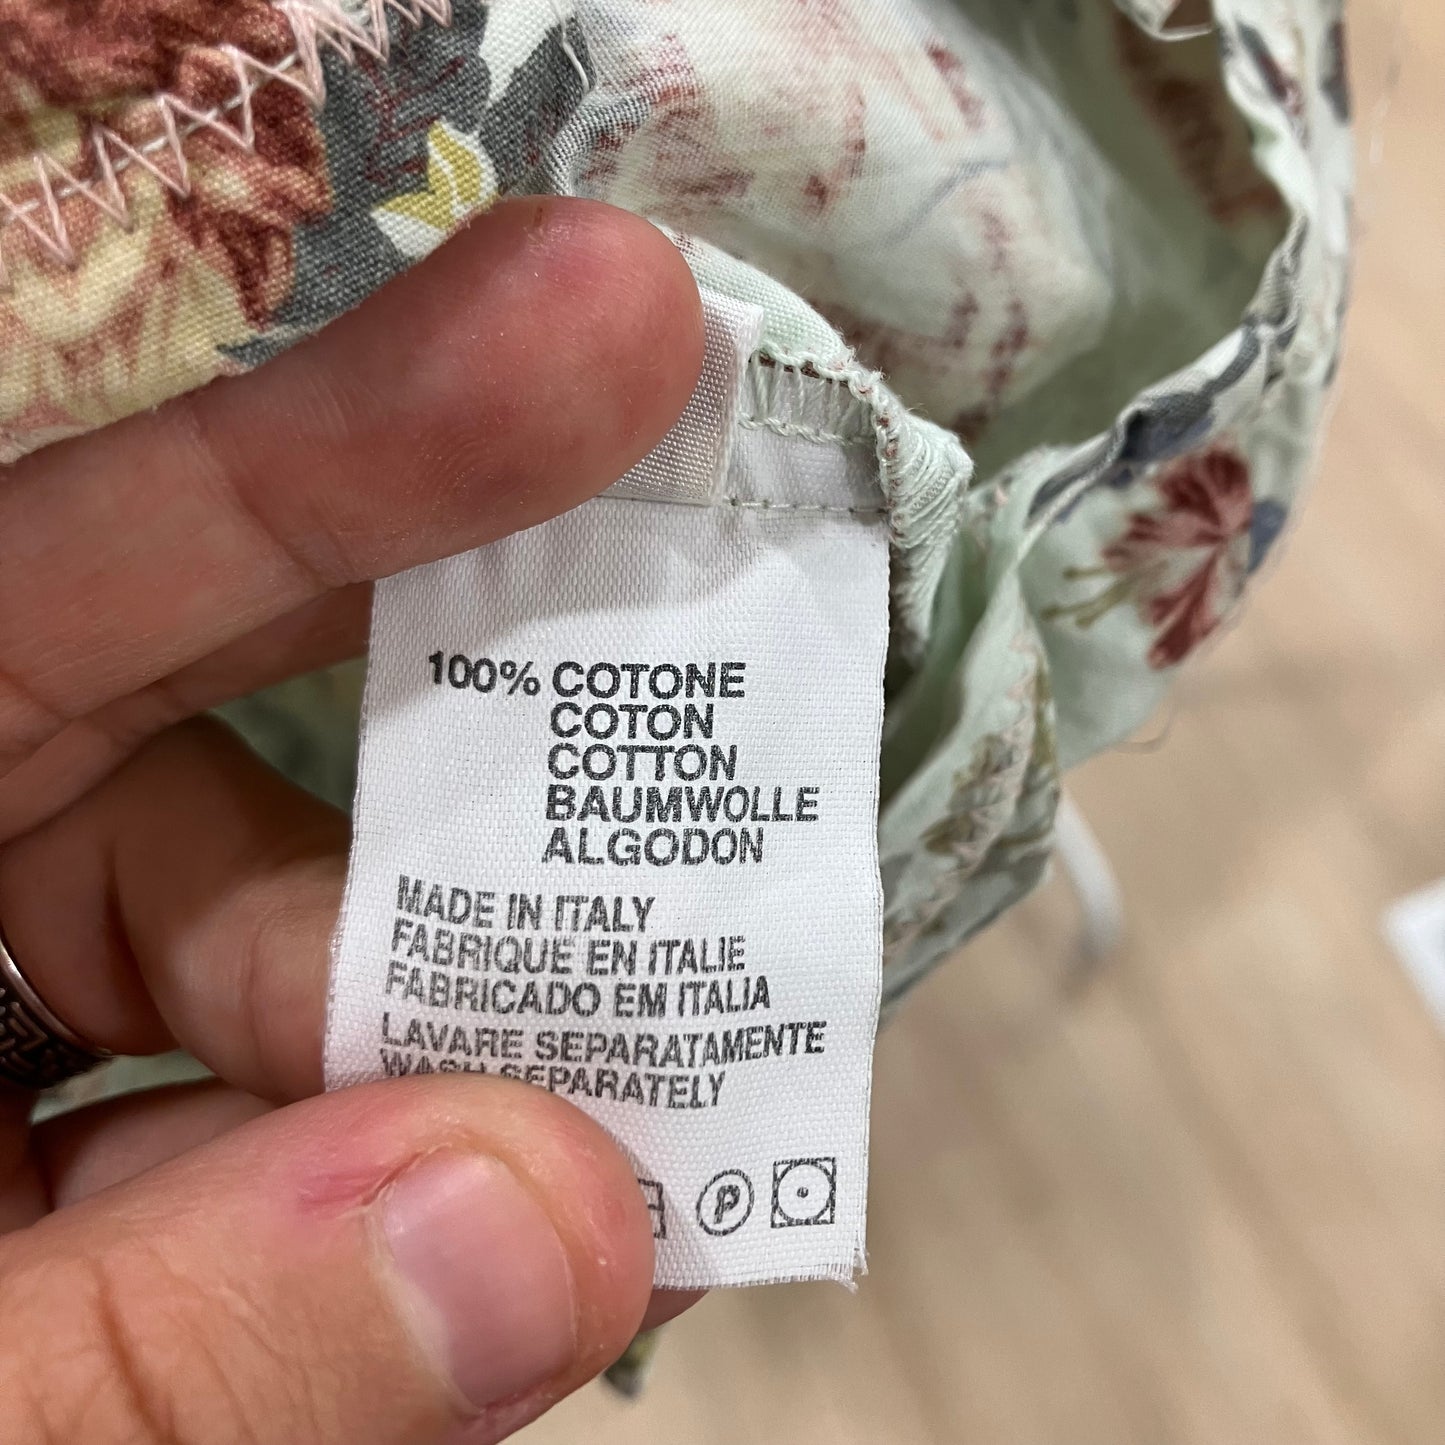 100% COTONE
COTON
COTTON
BAUMWOLLE
ALGODON
MADE IN ITALY
FABRIQUE EN ITALIE
FABRICADO EM ITALIA
LAVARE SEPARATAMENTE
WASH SEPARATELY
P